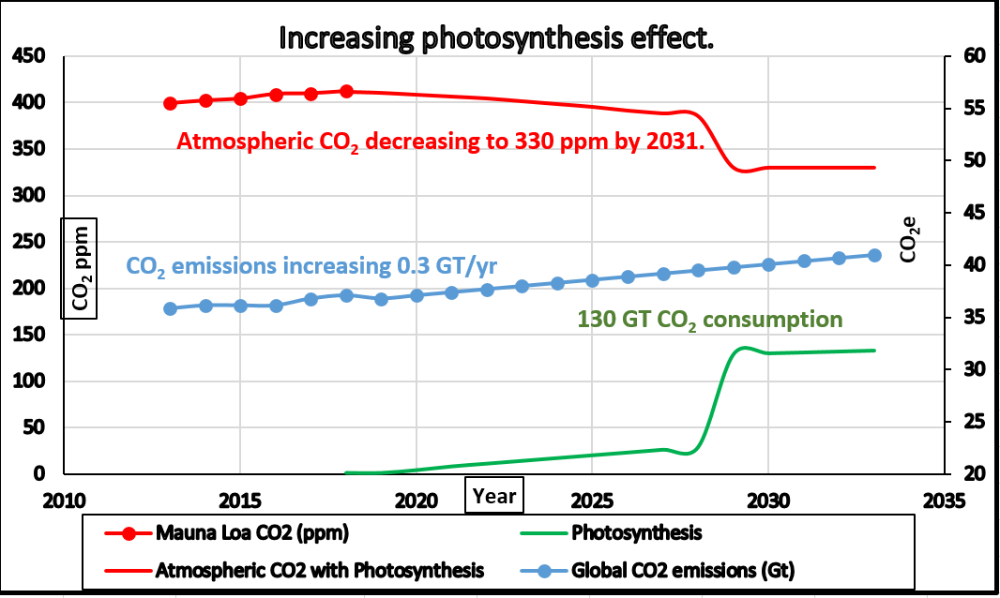 Increasing photosynthesis effect.
450
400
350
300
250
200
150
100
50
0
60
55
50
45
40
35
30
25
20
Atmospheric CO₂ decreasing to 330 ppm by 2031.
CO₂ ppm
CO₂e
CO₂ emissions increasing 0.3 GT/yr
130 GT CO₂ consumption
2010 2015 2020 2025 2030 2035
Year
Mauna Loa CO2 (ppm)
Photosynthesis
Atmospheric CO2 with Photosynthesis
Global CO2 emissions (Gt)